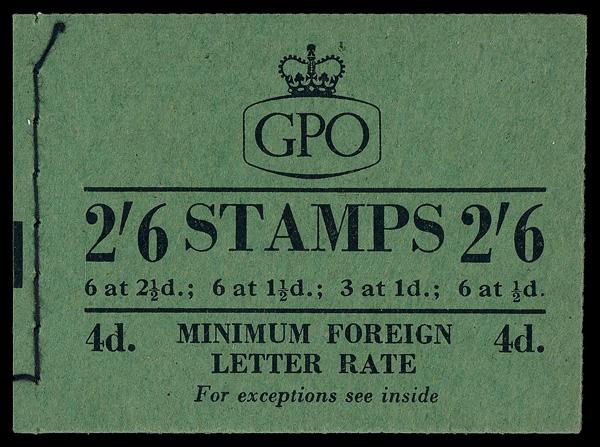 GPO
2'6 STAMPS 2'6
6 at 2½d.; 6 at 1½d.; 3 at 1d.; 6 at ½d.
4d. MINIMUM FOREIGN 4d.
LETTER RATE
For exceptions see inside